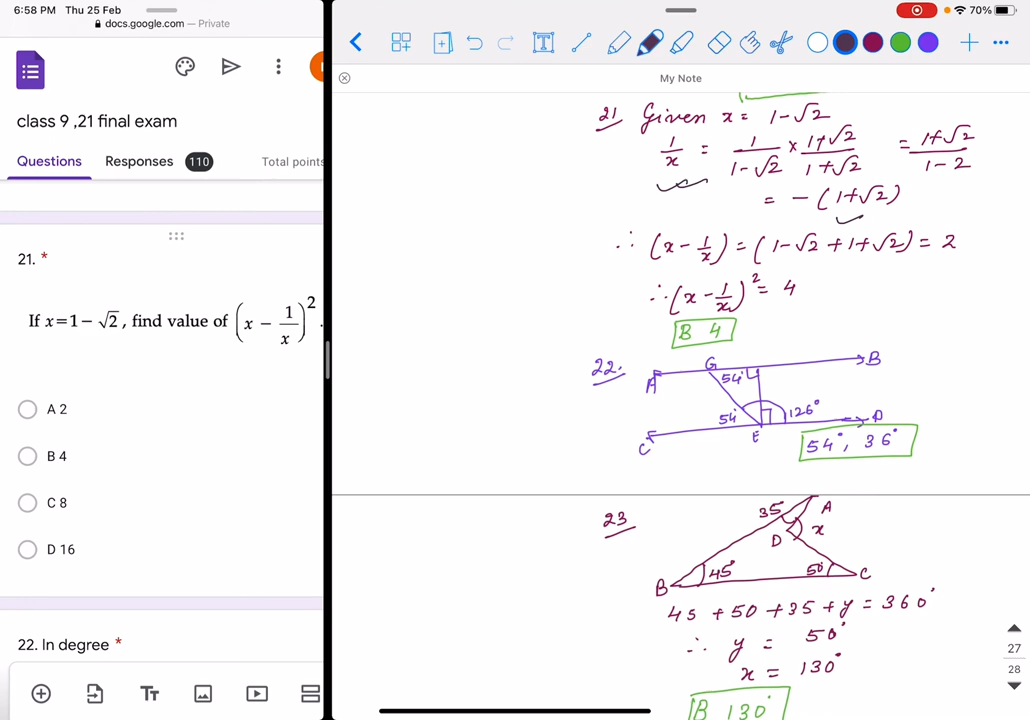 6:58 PM Thu 25 Feb
docs.google.com — Private
70%
class 9 ,21 final exam
Questions Responses 110 Total points
21. *
If x=1− √2 , find value of (x − 1/x)² .
A 2
B 4
C 8
D 16
22. In degree *
Tт
My Note
21 Given x = 1-√2
1/x = 1/(1-√2) × (1+√2)/(1+√2) = (1+√2)/(1-2)
= - (1+√2)
∴ (x - 1/x) = (1-√2 + 1+√2) = 2
∴ (x - 1/x)² = 4
B 4
22.
G
B
A
54°
54 126°
D
E
C
54°, 36°
23
35° A
D x
45° 50°
B C
45 + 50 + 35 + y = 360°
∴ y = 50°
x = 130°
B 130°
27
28